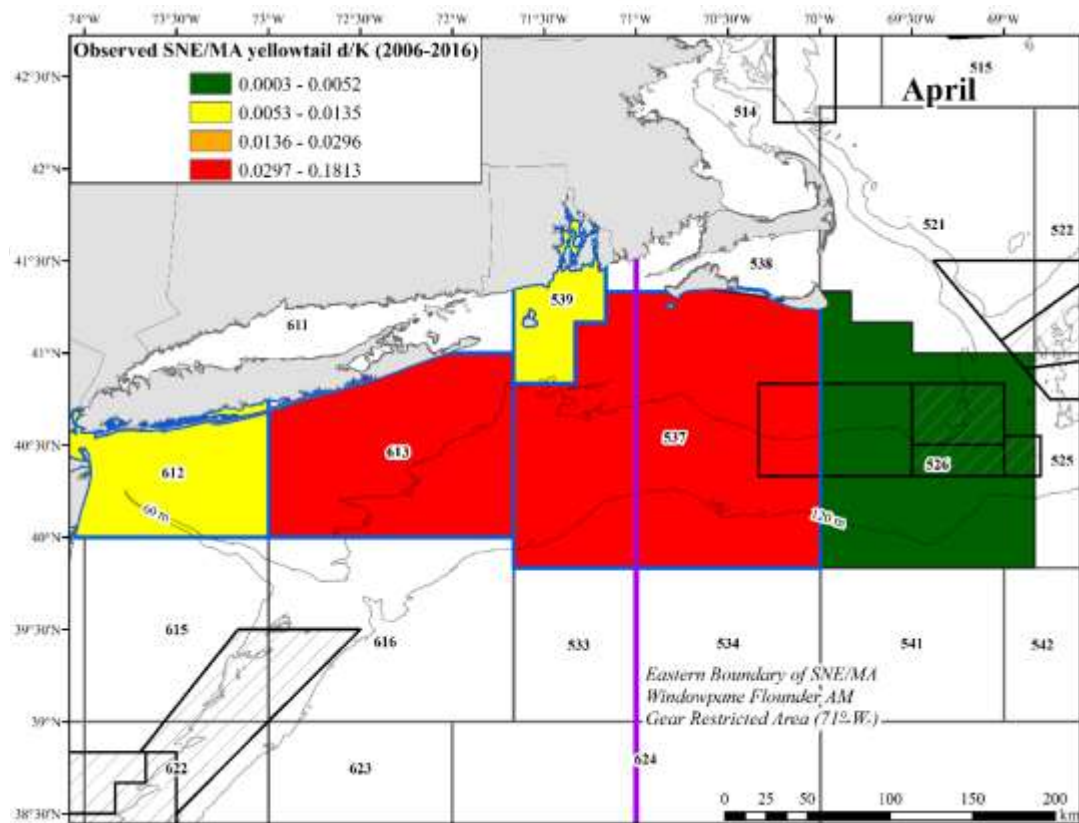 74°W 73°30'W 73°W 72°30'W 72°W 71°30'W 71°W 70°30'W 70°W 69°30'W 69°W
Observed SNE/MA yellowtail d/K (2006-2016)
0.0003 - 0.0052
0.0053 - 0.0135
0.0136 - 0.0296
0.0297 - 0.1813
April
515
514
42°30'N
42°N
521
522
41°30'N
538
539
611
41°N
537
613
526
525
612
40°30'N
60 m
120 m
40°N
39°30'N
615
616
533
534
541
542
Eastern Boundary of SNE/MA
Windowpane Flounder AM
Gear Restricted Area (71° W.)
39°N
622
623
624
38°30'N
0 25 50 100 150 200
km